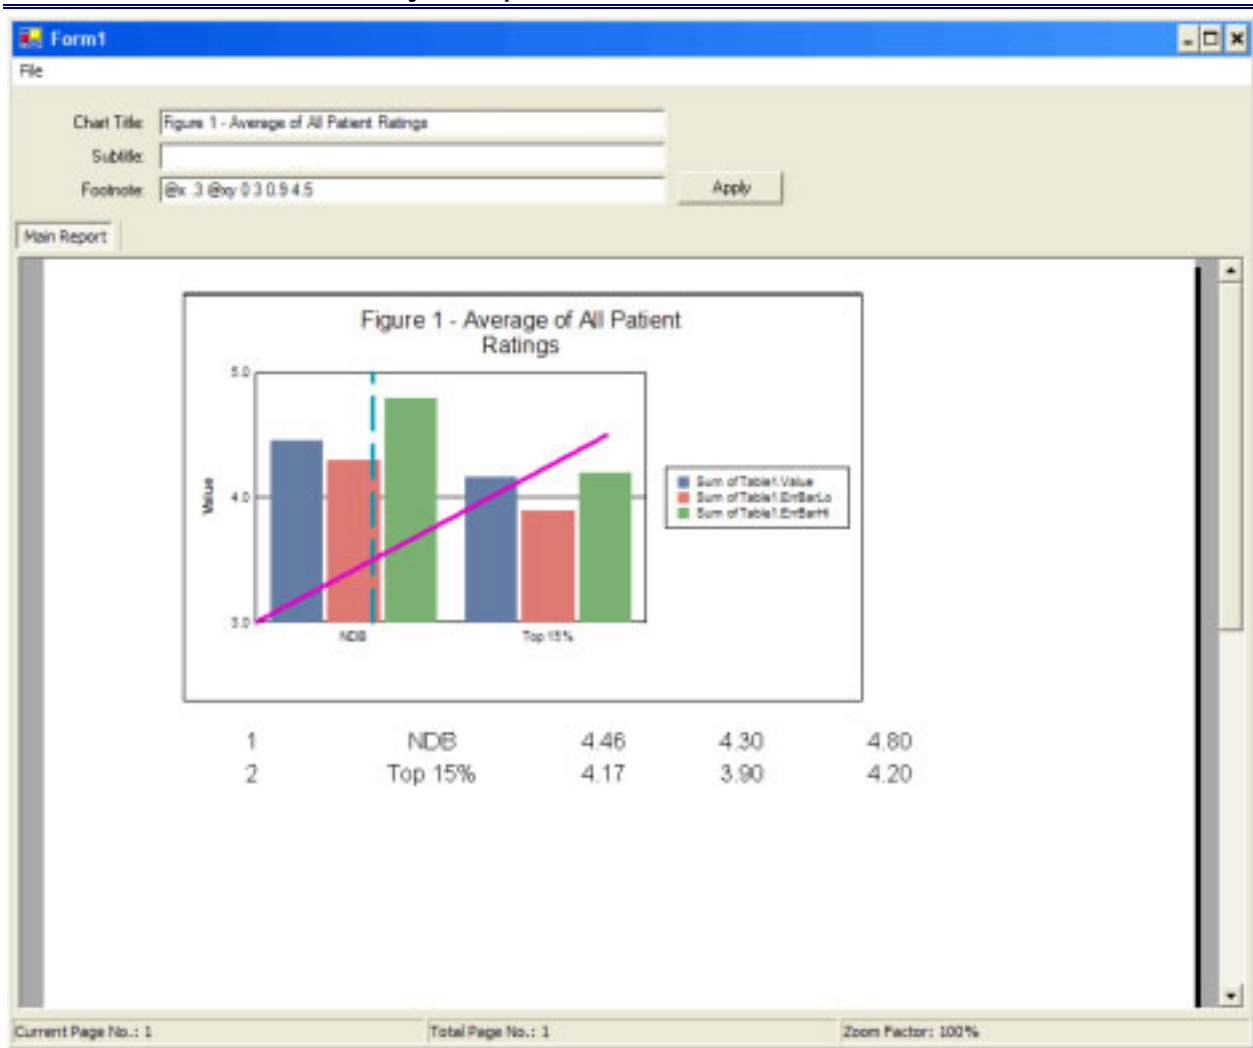 Form1
File
Chart Title: Figure 1 - Average of All Patient Ratings
Subtitle:
Footnote: @x .3 @xy 0 3 0.9 4.5
Apply
Main Report
Figure 1 - Average of All Patient
Ratings
5.0
4.0
3.0
Value
NDB
Top 15%
Sum of Table1.Value
Sum of Table1.ErrBarLo
Sum of Table1.ErrBarHi
1 NDB 4.46 4.30 4.80
2 Top 15% 4.17 3.90 4.20
Current Page No.: 1 Total Page No.: 1 Zoom Factor: 100%